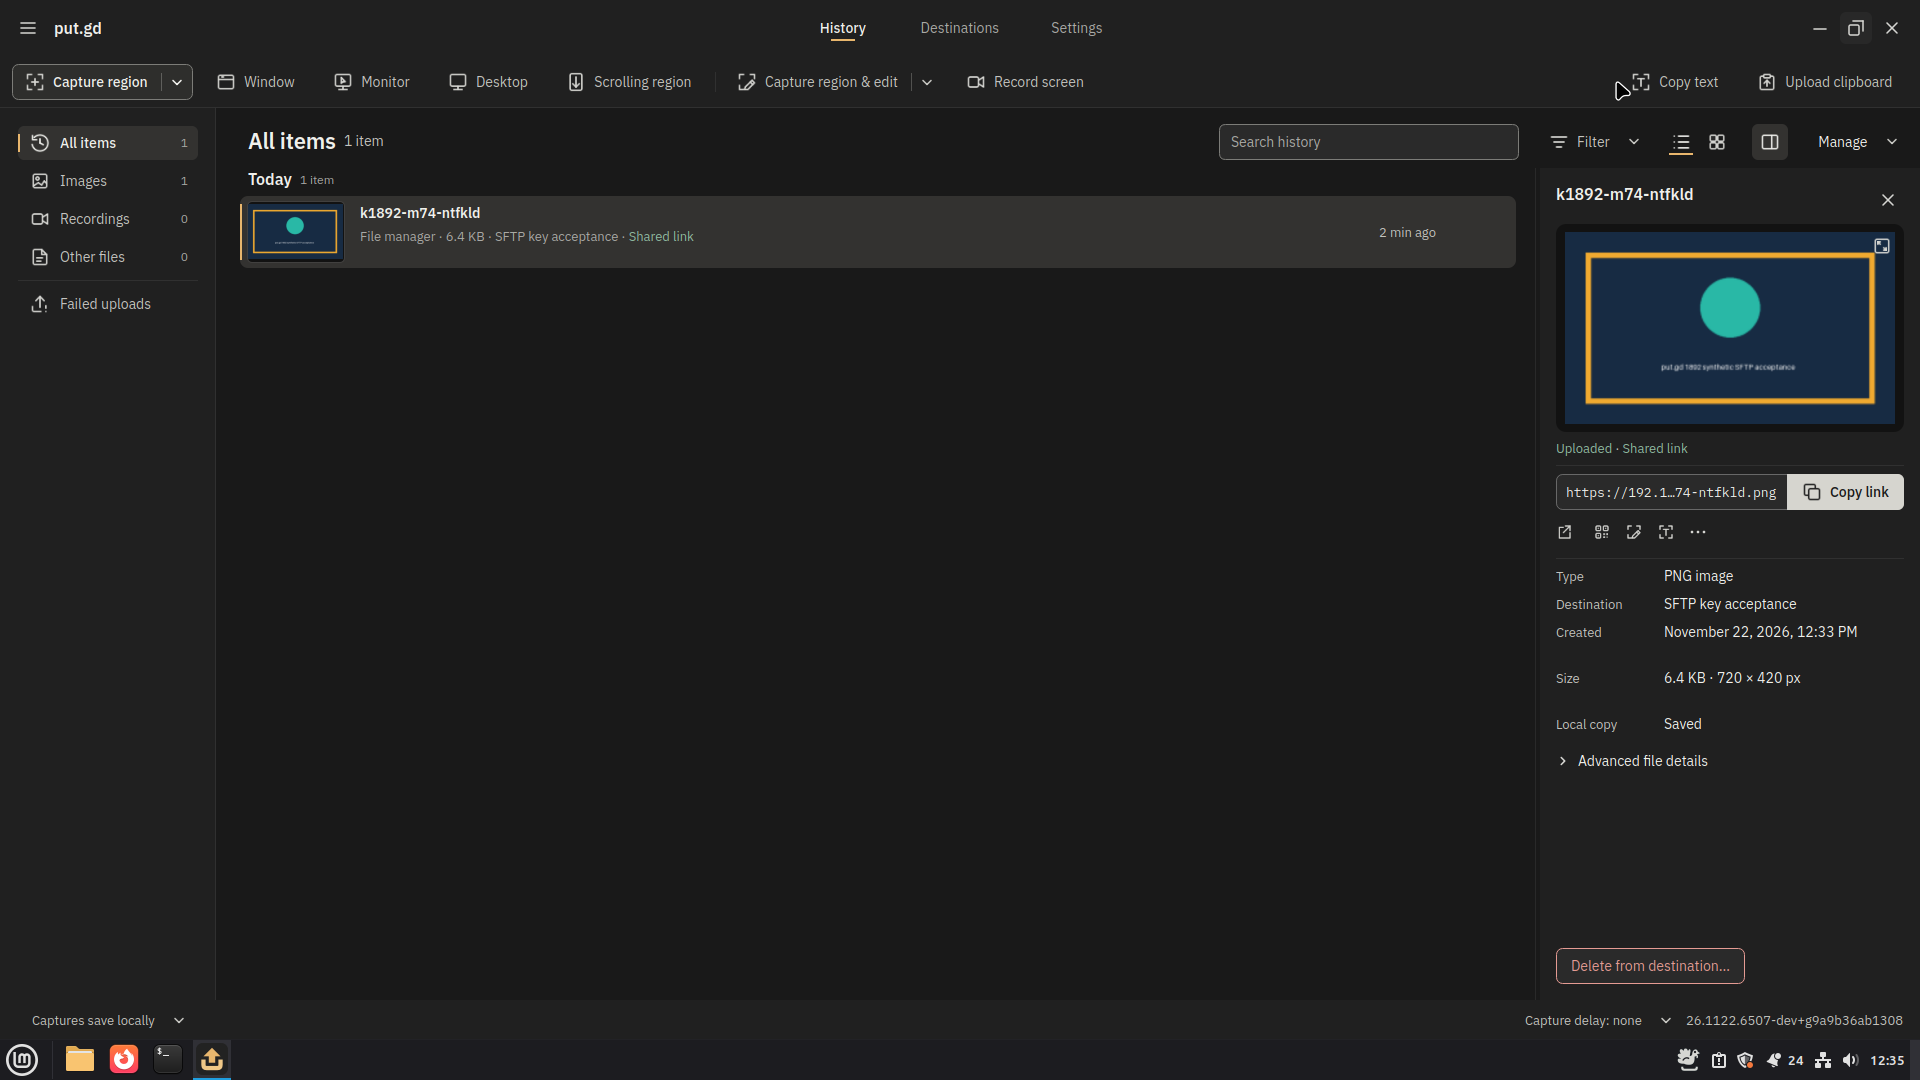 put.gd
History
Destinations
Settings
Capture region
Window
Monitor
Desktop
Scrolling region
Capture region & edit
Record screen
Copy text
Upload clipboard
All items 1
Images 1
Recordings 0
Other files 0
Failed uploads
All items 1 item
Search history
Filter
Manage
Today 1 item
k1892-m74-ntfkld
File manager · 6.4 KB · SFTP key acceptance · Shared link
2 min ago
k1892-m74-ntfkld
put.gd 1892 synthetic SFTP acceptance
Uploaded · Shared link
https://192.1…74-ntfkld.png
Copy link
Type PNG image
Destination SFTP key acceptance
Created November 22, 2026, 12:33 PM
Size 6.4 KB · 720 × 420 px
Local copy Saved
Advanced file details
Delete from destination...
Captures save locally
Capture delay: none
26.1122.6507-dev+g9a9b36ab1308
24
12:35